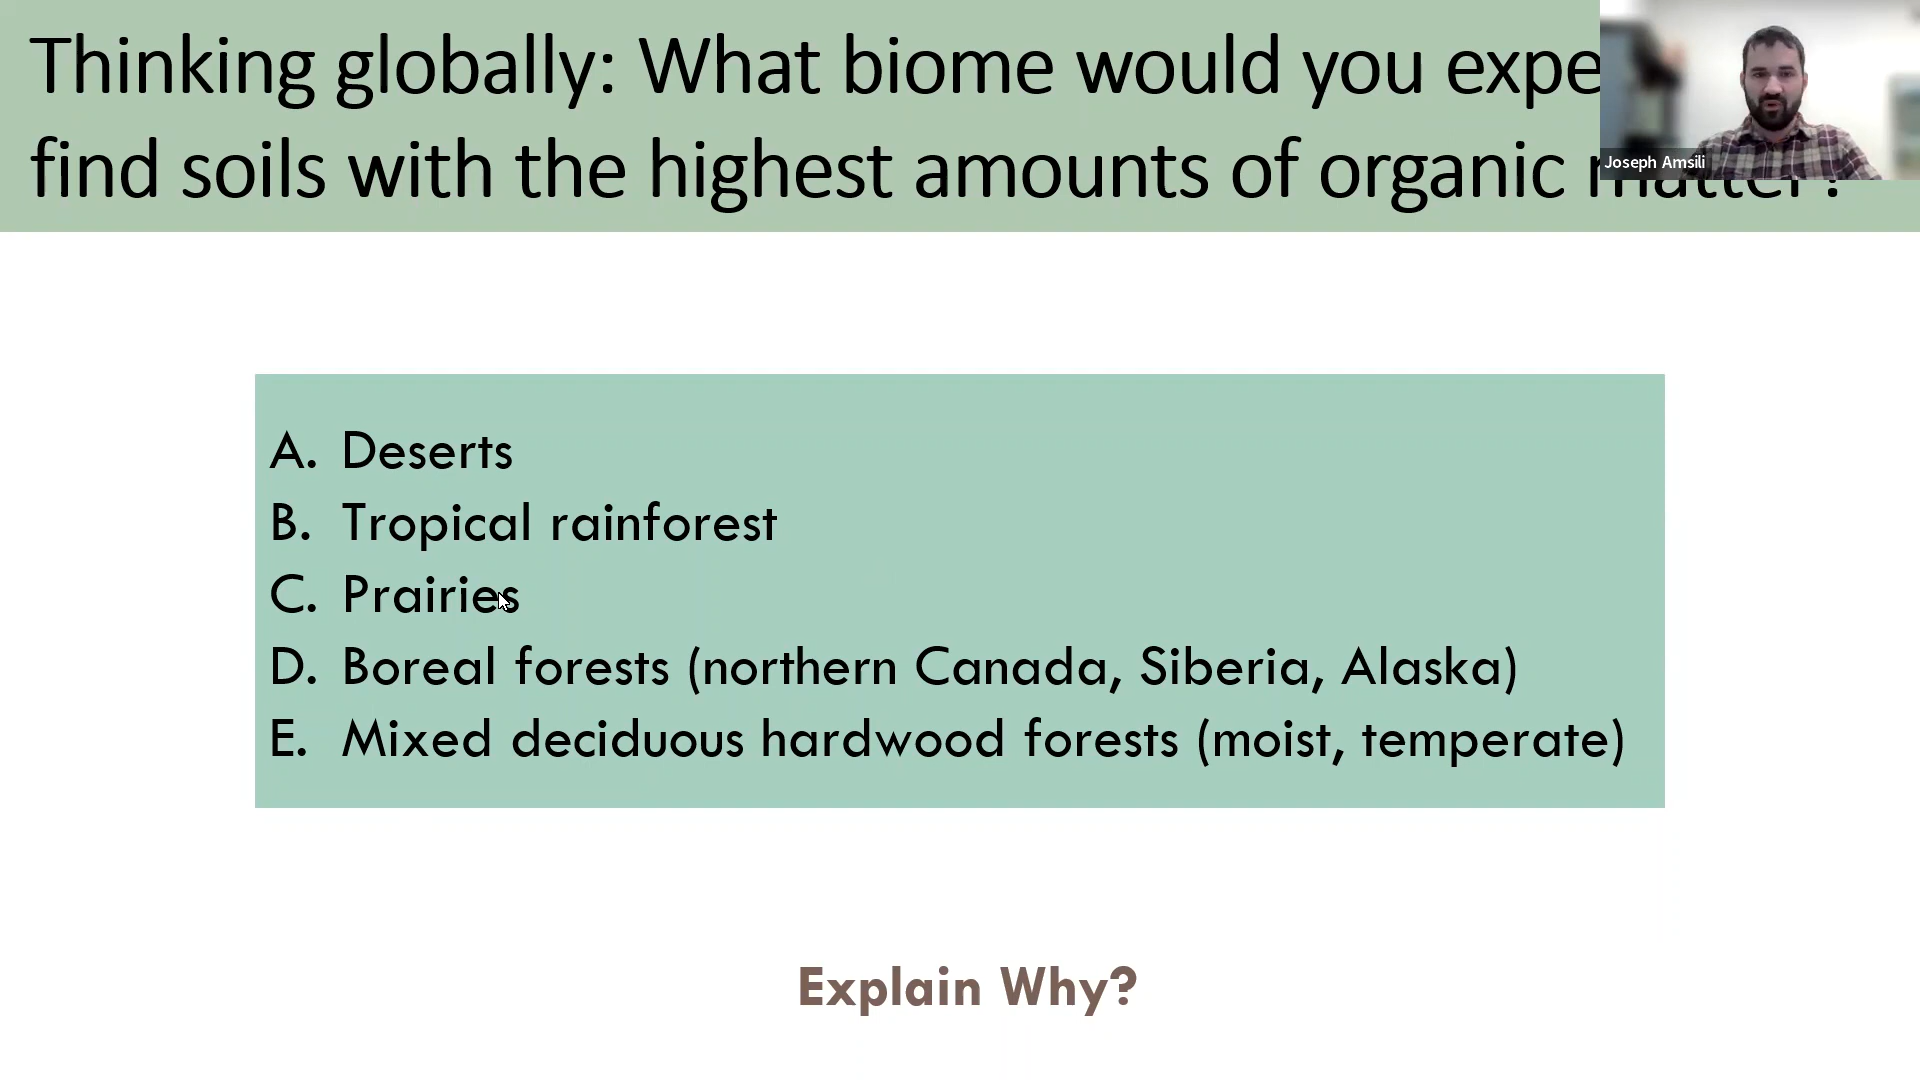 Thinking globally: What biome would you expe
find soils with the highest amounts of organic matter?
Joseph Amsili
A. Deserts
B. Tropical rainforest
C. Prairies
D. Boreal forests (northern Canada, Siberia, Alaska)
E. Mixed deciduous hardwood forests (moist, temperate)
Explain Why?